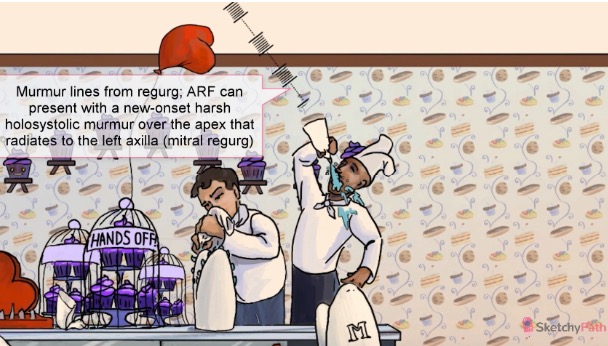 Murmur lines from regurg; ARF can
present with a new-onset harsh
holosystolic murmur over the apex that
radiates to the left axilla (mitral regurg)
HANDS OFF
M
SketchyPath